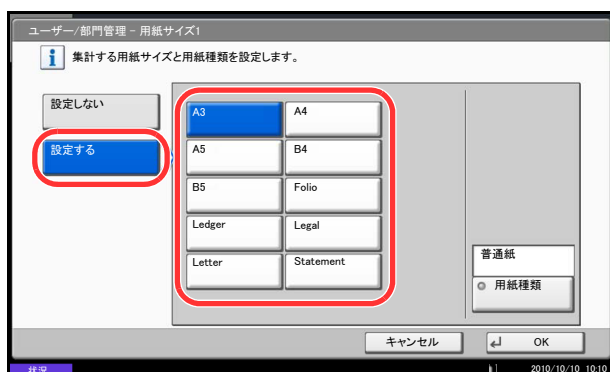 ユーザー/部門管理 - 用紙サイズ1
集計する用紙サイズと用紙種類を設定します。
設定しない
設定する
A3
A4
A5
B4
B5
Folio
Ledger
Legal
Letter
Statement
普通紙
用紙種類
キャンセル
OK
状況
2010/10/10 10:10